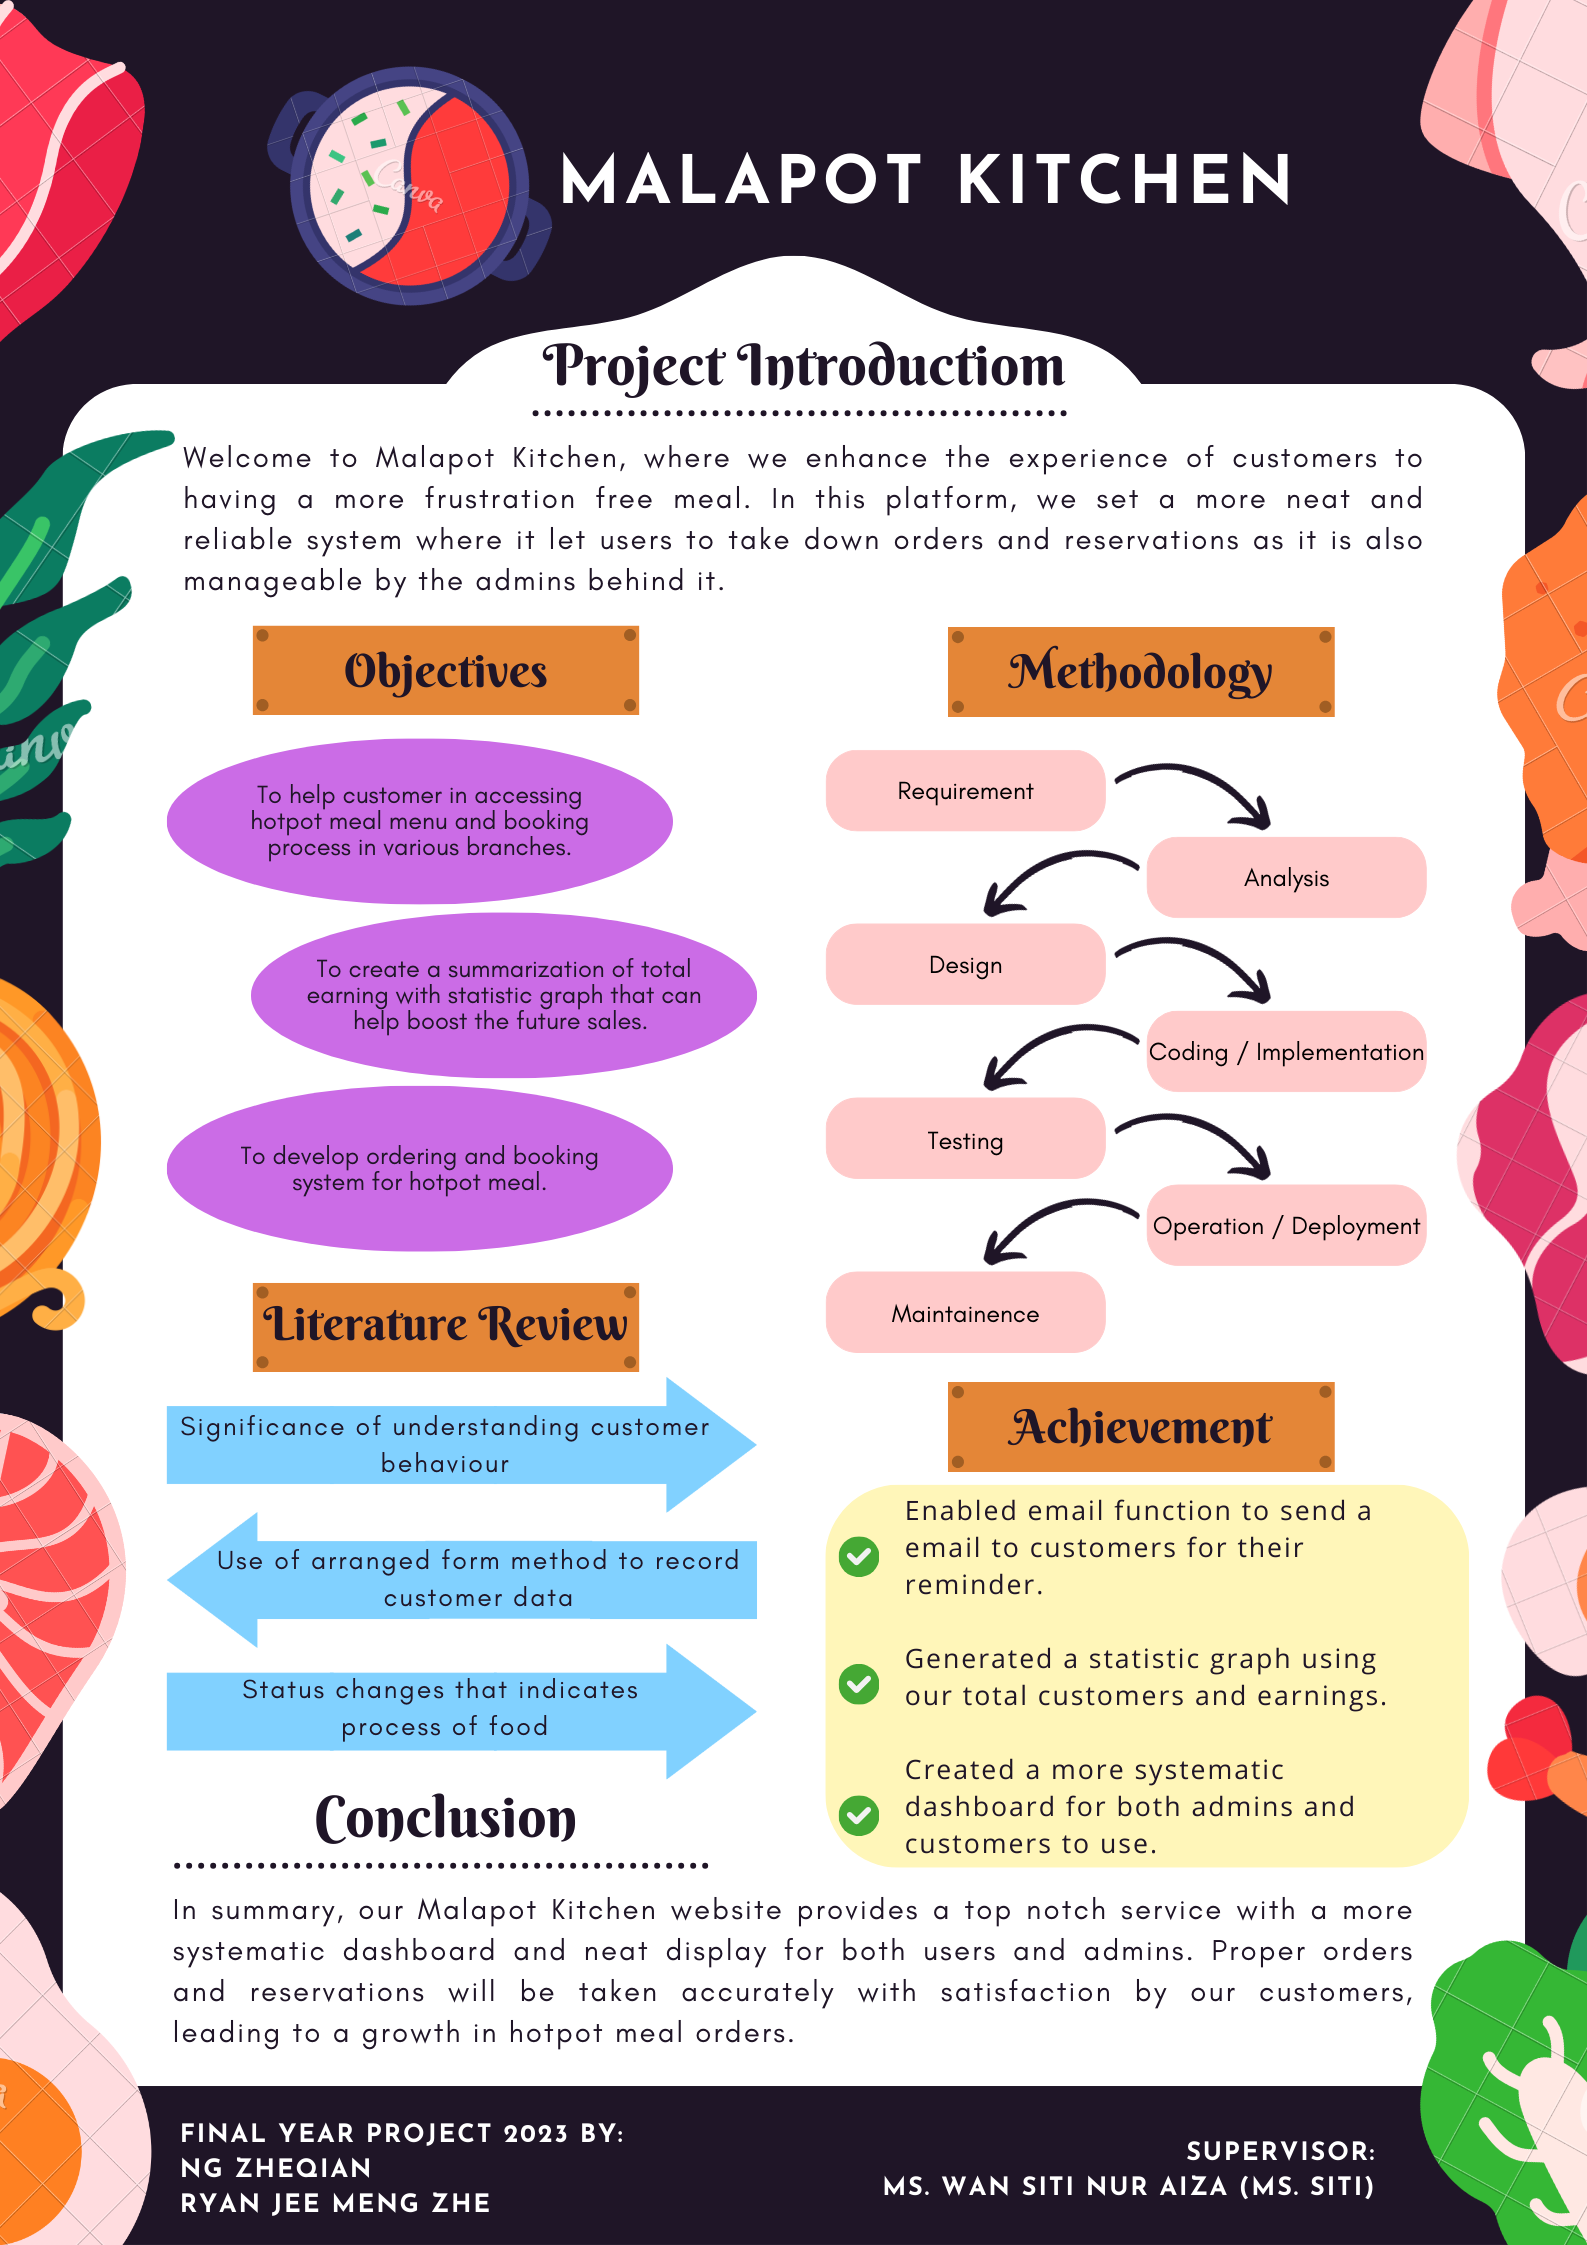 MALAPOT KITCHEN
Canva
Project Introductiom
Welcome to Malapot Kitchen, where we enhance the experience of customers to
having a more frustration free meal. In this platform, we set a more neat and
reliable system where it let users to take down orders and reservations as it is also
manageable by the admins behind it.
Objectives
To help customer in accessing
hotpot meal menu and booking
process in various branches.
To create a summarization of total
earning with statistic graph that can
help boost the future sales.
To develop ordering and booking
system for hotpot meal.
Methodology
Requirement
Analysis
Design
Coding / Implementation
Testing
Operation / Deployment
Maintainence
Literature Review
Significance of understanding customer
behaviour
Use of arranged form method to record
customer data
Status changes that indicates
process of food
Achievement
Enabled email function to send a
email to customers for their
reminder.
Generated a statistic graph using
our total customers and earnings.
Created a more systematic
dashboard for both admins and
customers to use.
Conclusion
In summary, our Malapot Kitchen website provides a top notch service with a more
systematic dashboard and neat display for both users and admins. Proper orders
and reservations will be taken accurately with satisfaction by our customers,
leading to a growth in hotpot meal orders.
FINAL YEAR PROJECT 2023 BY:
NG ZHEQIAN
RYAN JEE MENG ZHE
SUPERVISOR:
MS. WAN SITI NUR AIZA (MS. SITI)